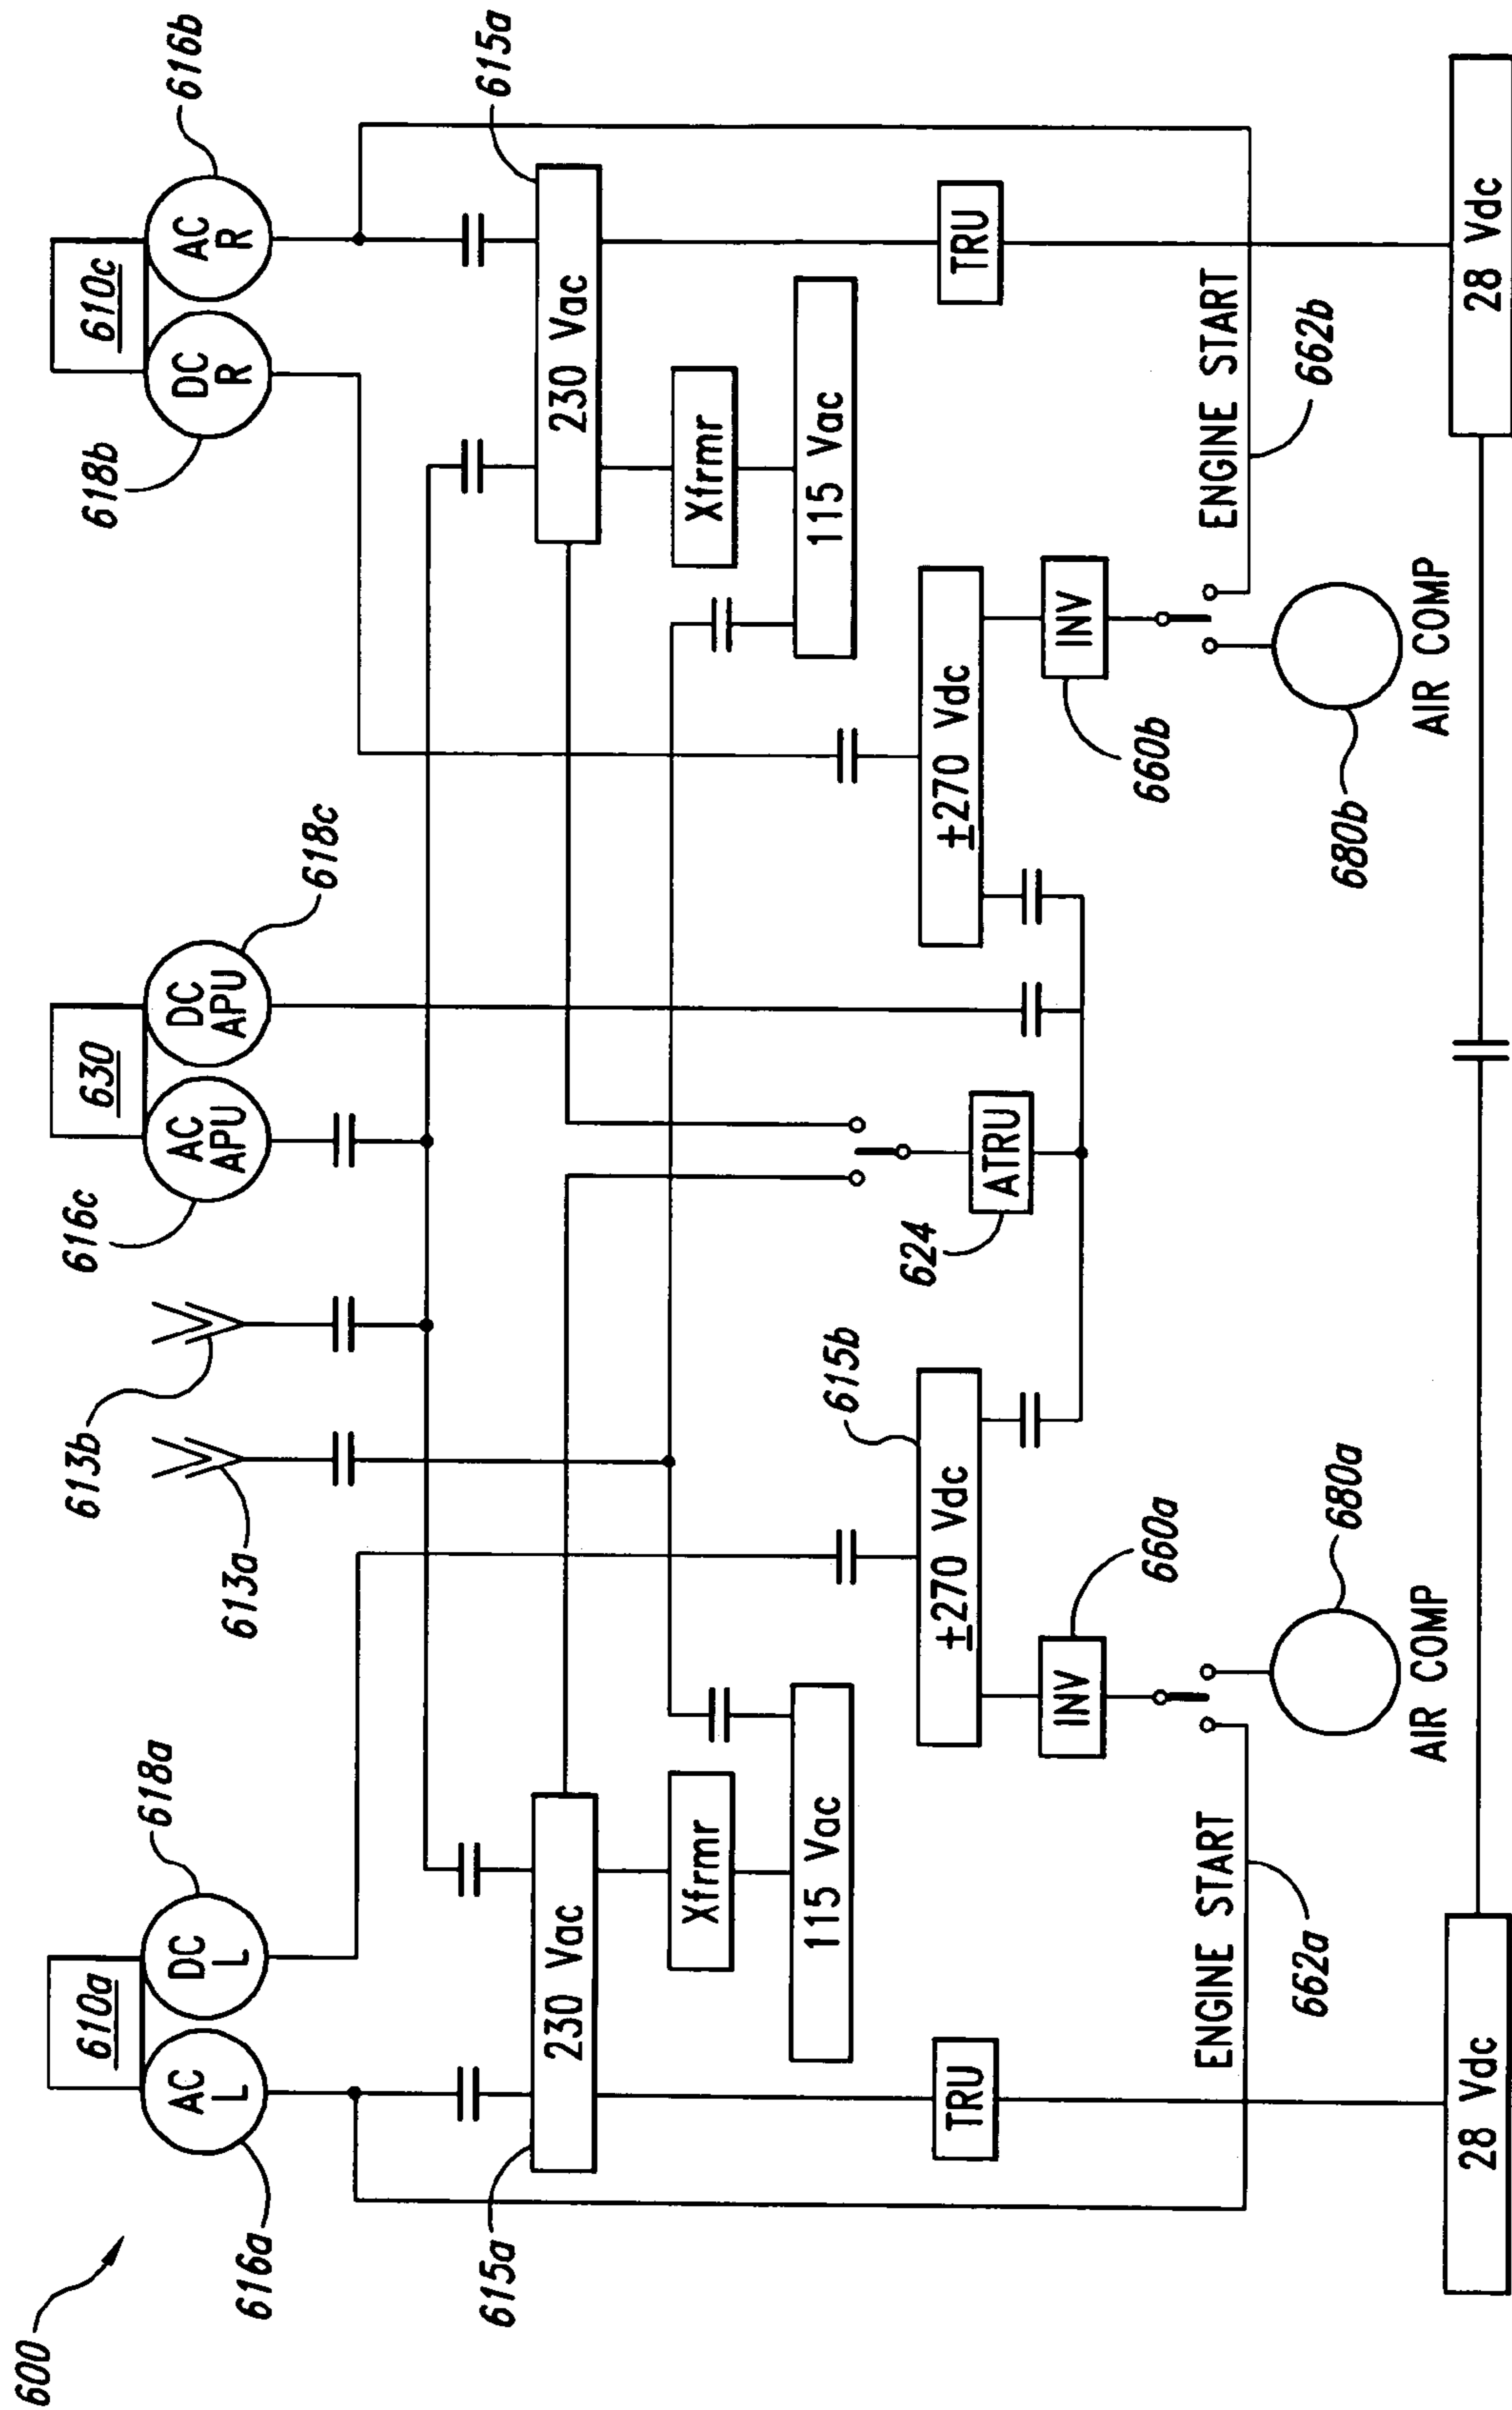 600
610a
AC
L
DC
L
616a
618a
613a
613b
616c
630
AC
APU
DC
APU
618c
618b
610c
DC
R
AC
R
616b
615a
230 Vac
230 Vac
615a
Xfrmr
Xfrmr
115 Vac
115 Vac
615b
±270 Vdc
±270 Vdc
624
ATRU
TRU
TRU
INV
660a
INV
660b
ENGINE START
662a
ENGINE START
662b
680a
AIR COMP
680b
AIR COMP
28 Vdc
28 Vdc